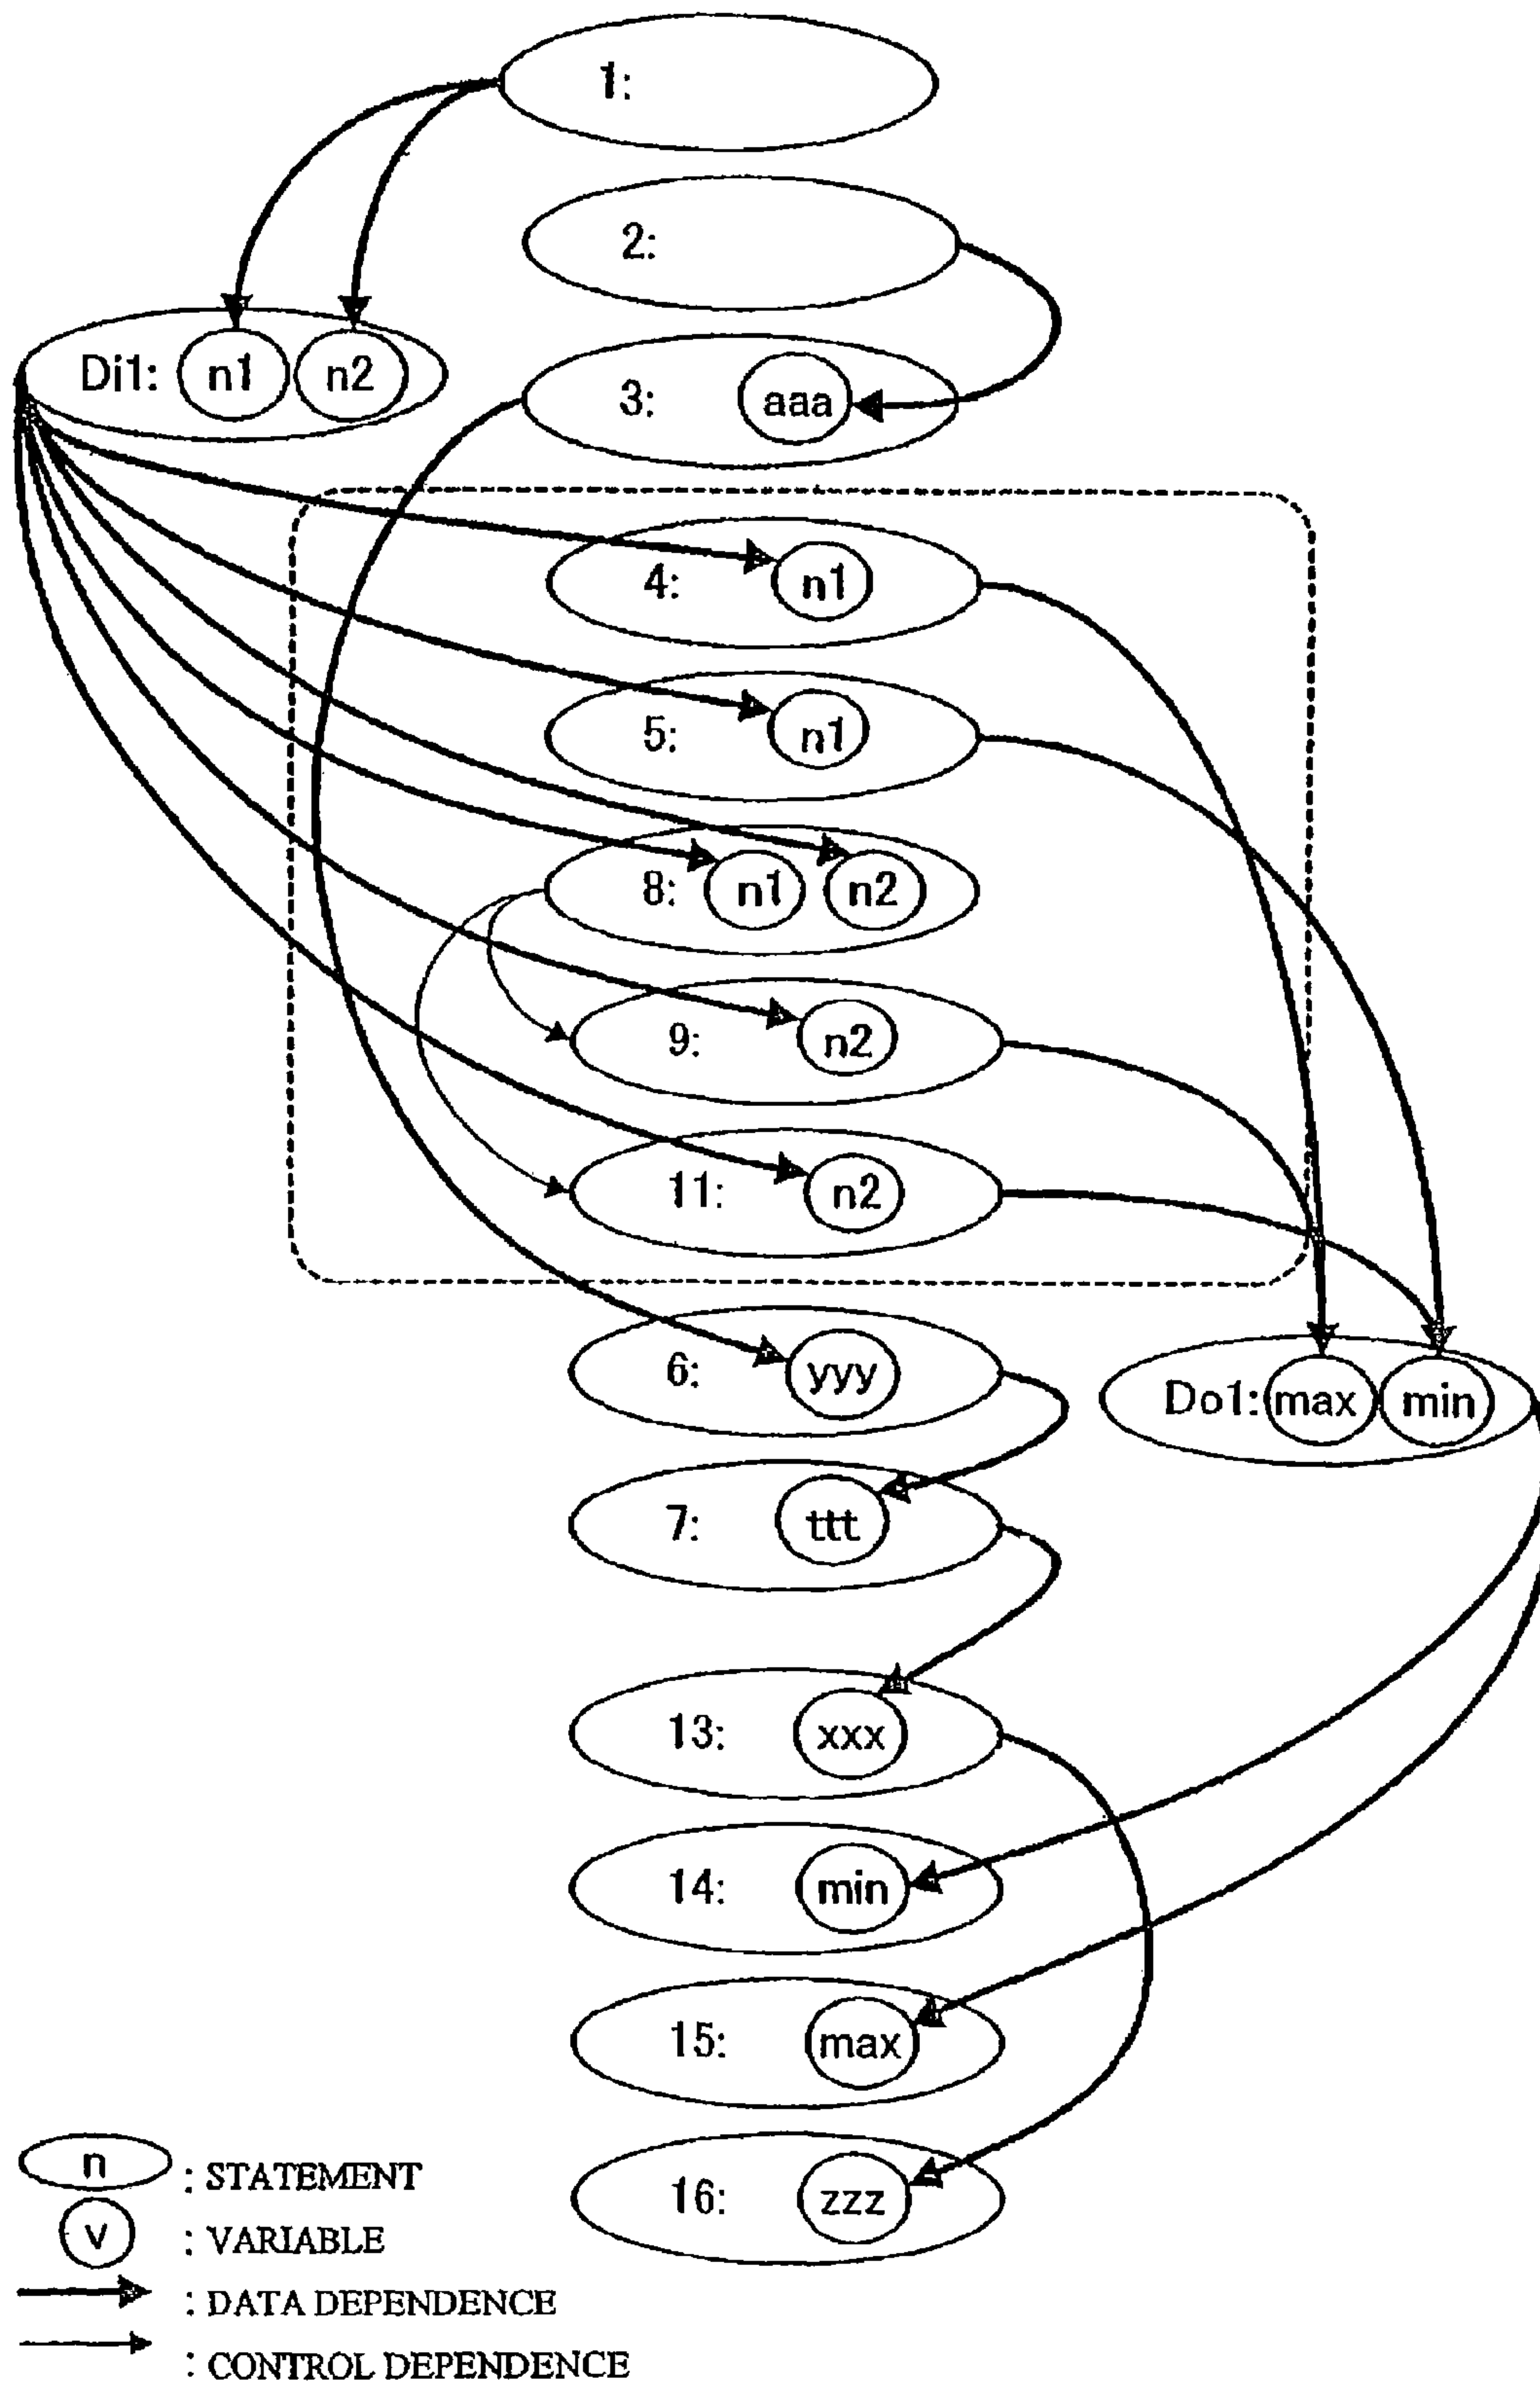 1:
2:
Di1: n1 n2
3: aaa
4: n1
5: n1
8: n1 n2
9: n2
11: n2
6: yyy
Do1: max min
7: ttt
13: xxx
14: min
15: max
16: zzz
n : STATEMENT
v : VARIABLE
: DATA DEPENDENCE
: CONTROL DEPENDENCE